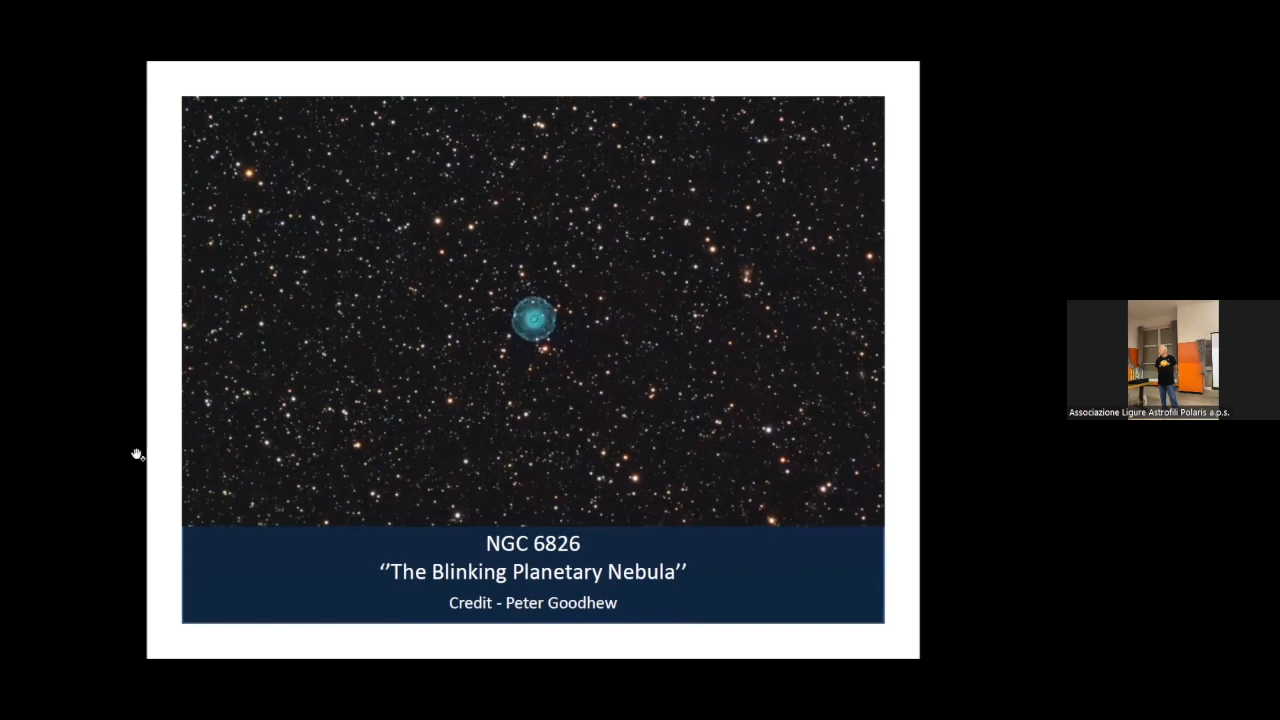 NGC 6826
‘’The Blinking Planetary Nebula’’
Credit - Peter Goodhew
Associazione Ligure Astrofili Polaris a.p.s.